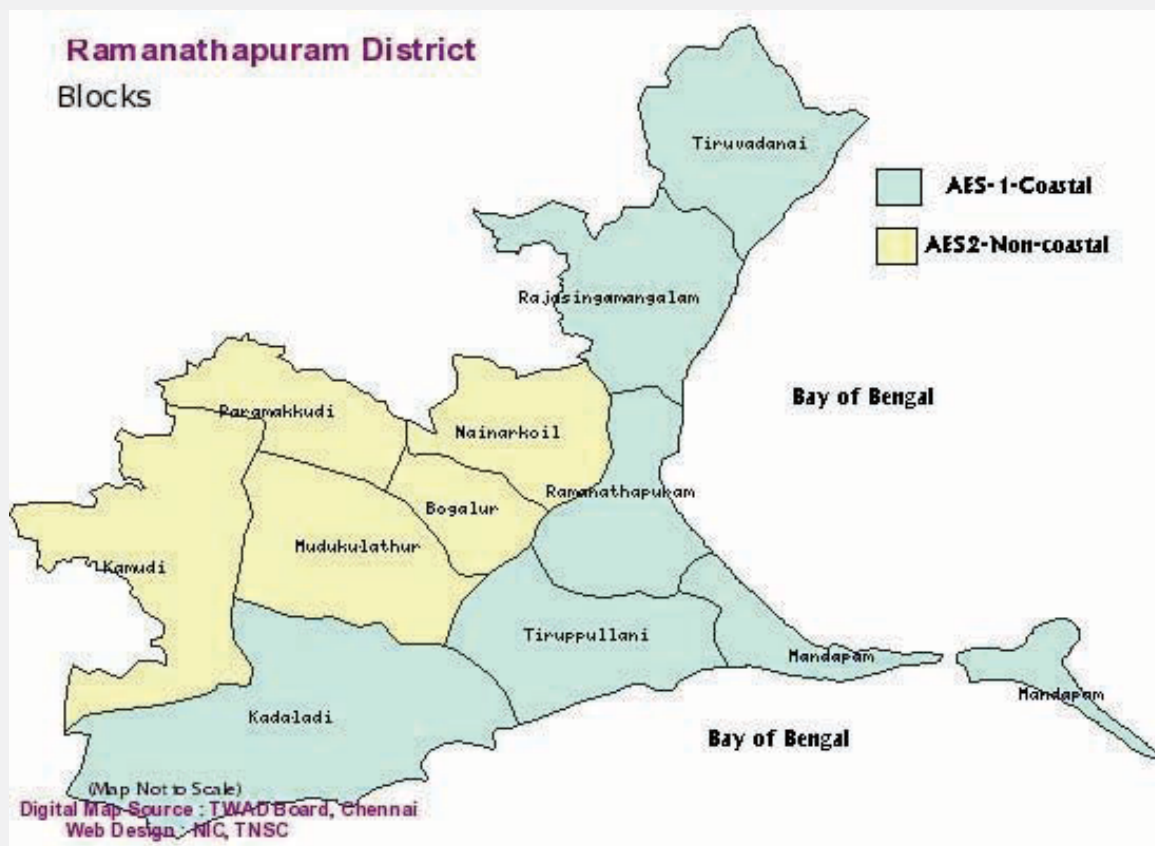 Ramanathapuram District
Blocks
Tiruvadanai
AES-1-Coastal
AES2-Non-coastal
Rajasingamangalam
Bay of Bengal
Paramakkudi
Nainarkoil
Ramanathapuram
Bogalur
Mudukulathur
Kamudi
Tiruppullani
Mandapam
Mandapam
Kadaladi
Bay of Bengal
(Map Not to Scale)
Digital Map Source : TWAD Board, Chennai
Web Design : NIC, TNSC